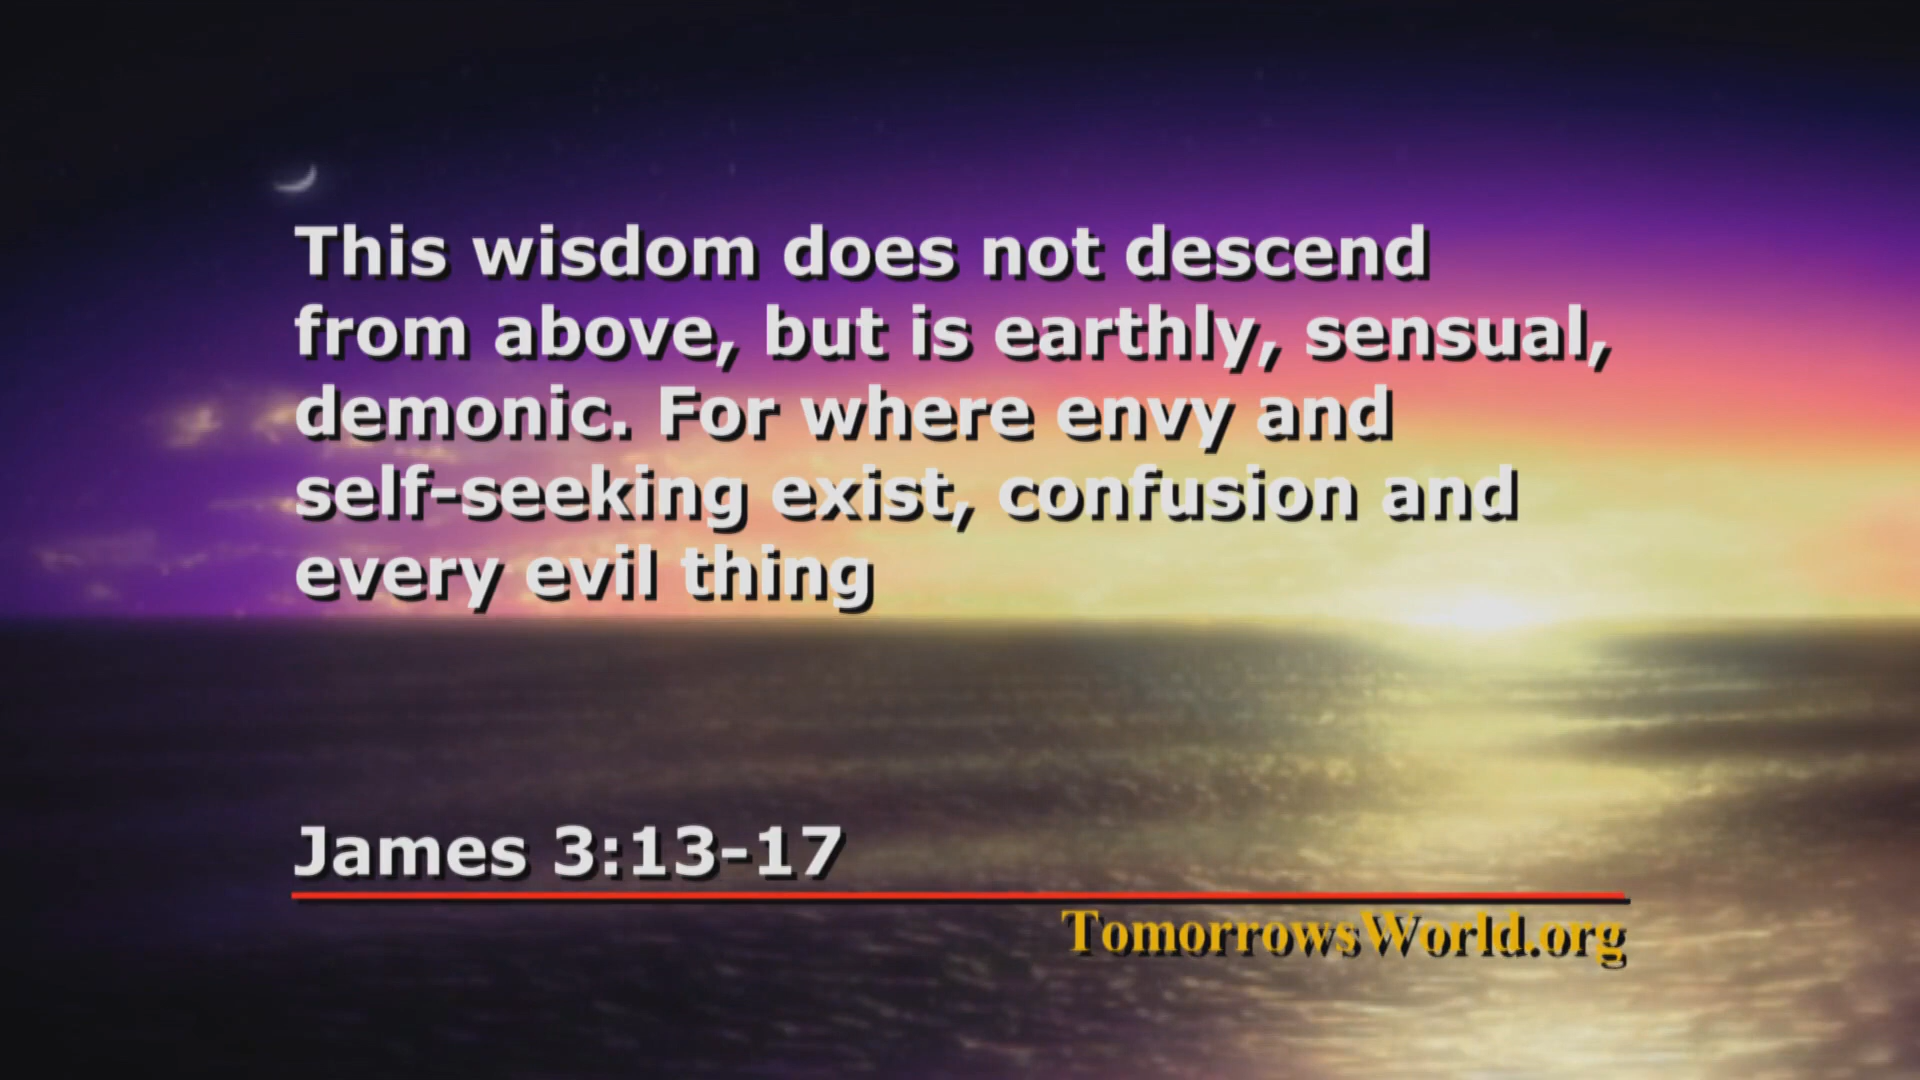 This wisdom does not descend
from above, but is earthly, sensual,
demonic. For where envy and
self-seeking exist, confusion and
every evil thing
James 3:13-17
TomorrowsWorld.org